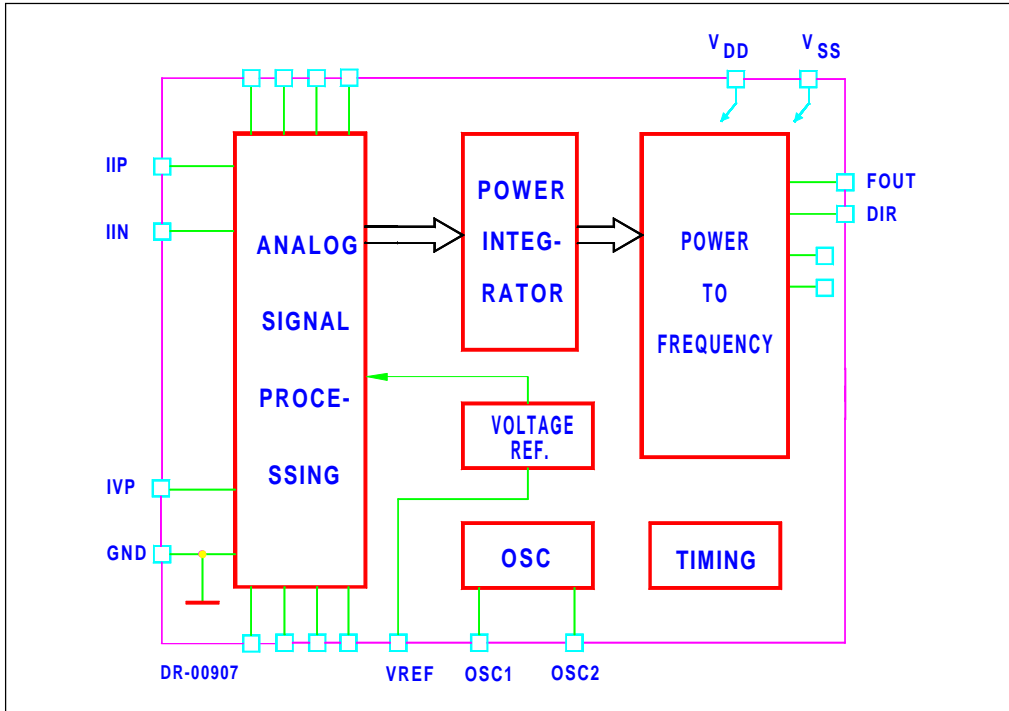 VDD
VSS
IIP
IIN
IVP
GND
ANALOG
SIGNAL
PROCE-
SSING
POWER
INTEG-
RATOR
POWER
TO
FREQUENCY
FOUT
DIR
VOLTAGE
REF.
OSC
TIMING
DR-00907
VREF
OSC1
OSC2